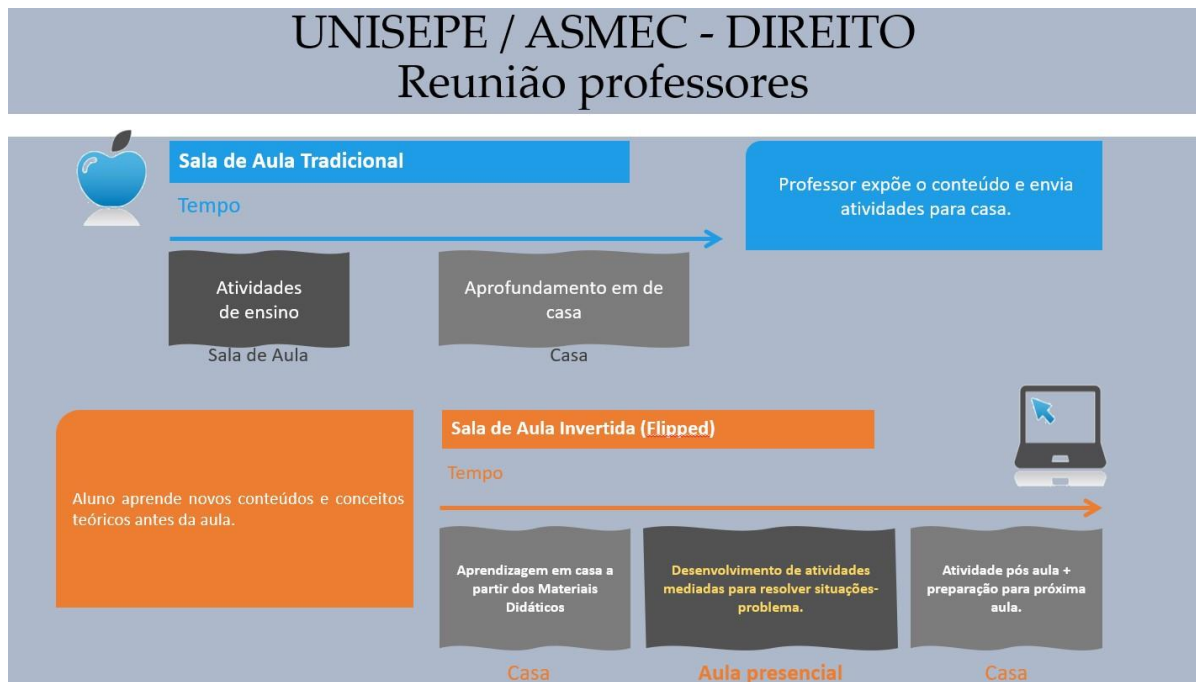 UNISEPE / ASMEC - DIREITO
Reunião professores
Sala de Aula Tradicional
Tempo
Professor expõe o conteúdo e envia
atividades para casa.
Atividades
de ensino
Sala de Aula
Aprofundamento em de
casa
Casa
Aluno aprende novos conteúdos e conceitos
teóricos antes da aula.
Sala de Aula Invertida (Flipped)
Tempo
Aprendizagem em casa a
partir dos Materiais
Didáticos
Casa
Desenvolvimento de atividades
mediadas para resolver situações-
problema.
Aula presencial
Atividade pós aula +
preparação para próxima
aula.
Casa